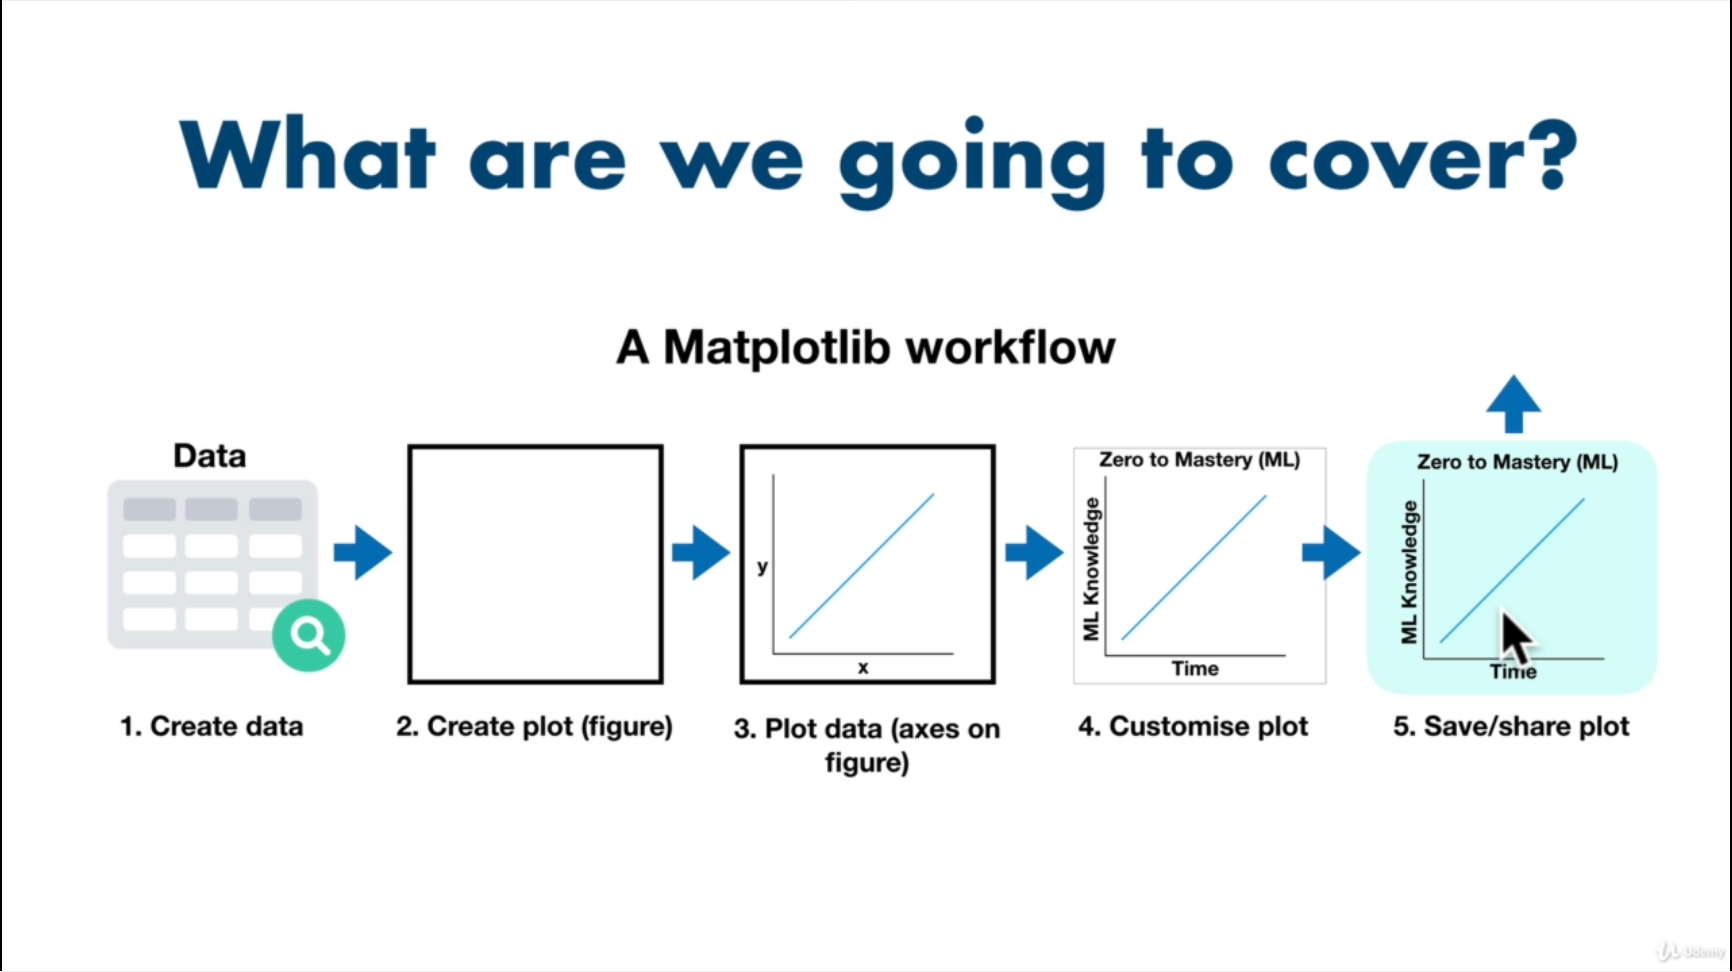 What are we going to cover?
A Matplotlib workflow
Data
y
x
Zero to Mastery (ML)
ML Knowledge
Time
Zero to Mastery (ML)
ML Knowledge
Time
1. Create data
2. Create plot (figure)
3. Plot data (axes on
figure)
4. Customise plot
5. Save/share plot
Udemy